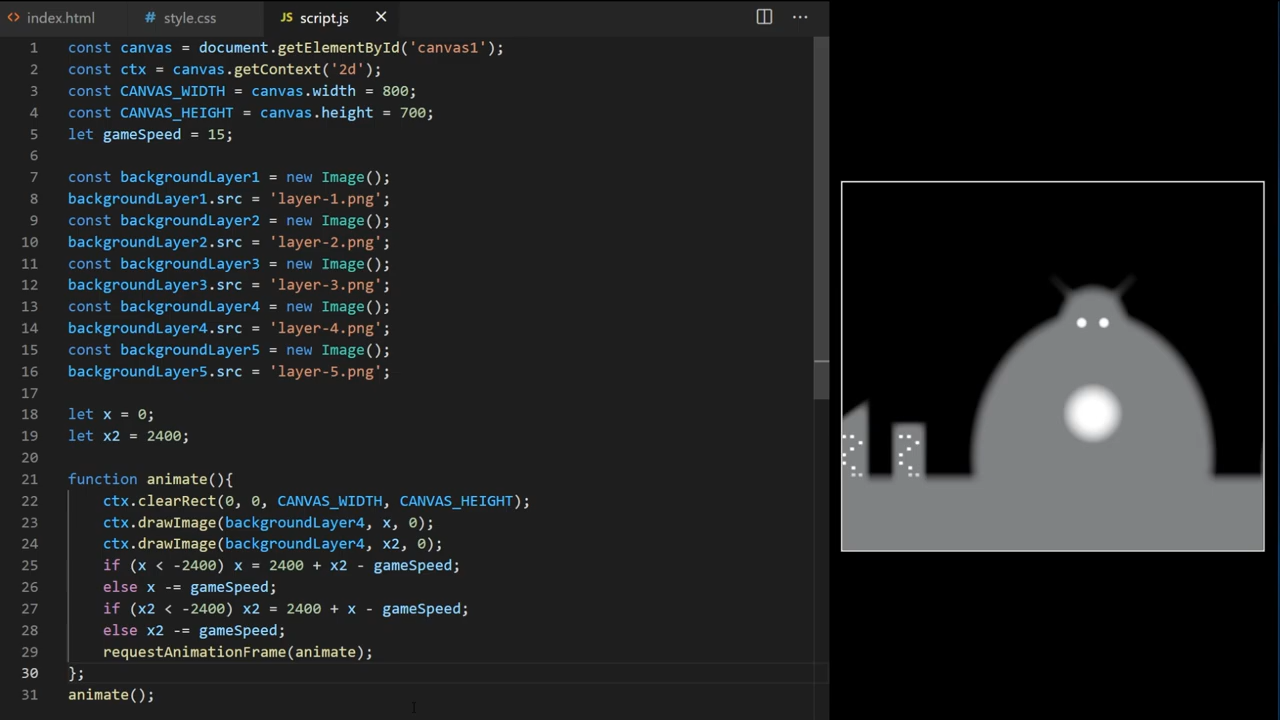 <> index.html # style.css JS script.js ×
1 const canvas = document.getElementById('canvas1');
2 const ctx = canvas.getContext('2d');
3 const CANVAS_WIDTH = canvas.width = 800;
4 const CANVAS_HEIGHT = canvas.height = 700;
5 let gameSpeed = 15;
6
7 const backgroundLayer1 = new Image();
8 backgroundLayer1.src = 'layer-1.png';
9 const backgroundLayer2 = new Image();
10 backgroundLayer2.src = 'layer-2.png';
11 const backgroundLayer3 = new Image();
12 backgroundLayer3.src = 'layer-3.png';
13 const backgroundLayer4 = new Image();
14 backgroundLayer4.src = 'layer-4.png';
15 const backgroundLayer5 = new Image();
16 backgroundLayer5.src = 'layer-5.png';
17
18 let x = 0;
19 let x2 = 2400;
20
21 function animate(){
22 ctx.clearRect(0, 0, CANVAS_WIDTH, CANVAS_HEIGHT);
23 ctx.drawImage(backgroundLayer4, x, 0);
24 ctx.drawImage(backgroundLayer4, x2, 0);
25 if (x < -2400) x = 2400 + x2 - gameSpeed;
26 else x -= gameSpeed;
27 if (x2 < -2400) x2 = 2400 + x - gameSpeed;
28 else x2 -= gameSpeed;
29 requestAnimationFrame(animate);
30 };
31 animate();